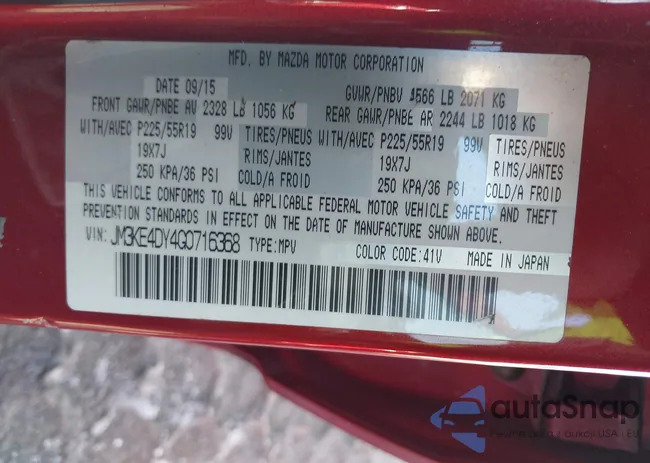 MFD. BY MAZDA MOTOR CORPORATION
DATE 09/15 GVWR/PNBV 4566 LB 2071 KG
FRONT GAWR/PNBE AV 2328 LB 1056 KG REAR GAWR/PNBE AR 2244 LB 1018 KG
WITH/AVEC P225/55R19 99V TIRES/PNEUS WITH/AVEC P225/55R19 99V TIRES/PNEUS
19X7J RIMS/JANTES 19X7J RIMS/JANTES
250 KPA/36 PSI COLD/A FROID 250 KPA/36 PSI COLD/A FROID
THIS VEHICLE CONFORMS TO ALL APPLICABLE FEDERAL MOTOR VEHICLE SAFETY AND THEFT
PREVENTION STANDARDS IN EFFECT ON THE DATE OF MANUFACTURE SHOWN ABOVE.
VIN: JM3KE4DY4G0716368 TYPE:MPV COLOR CODE:41V MADE IN JAPAN
autoSnap
USA | EU